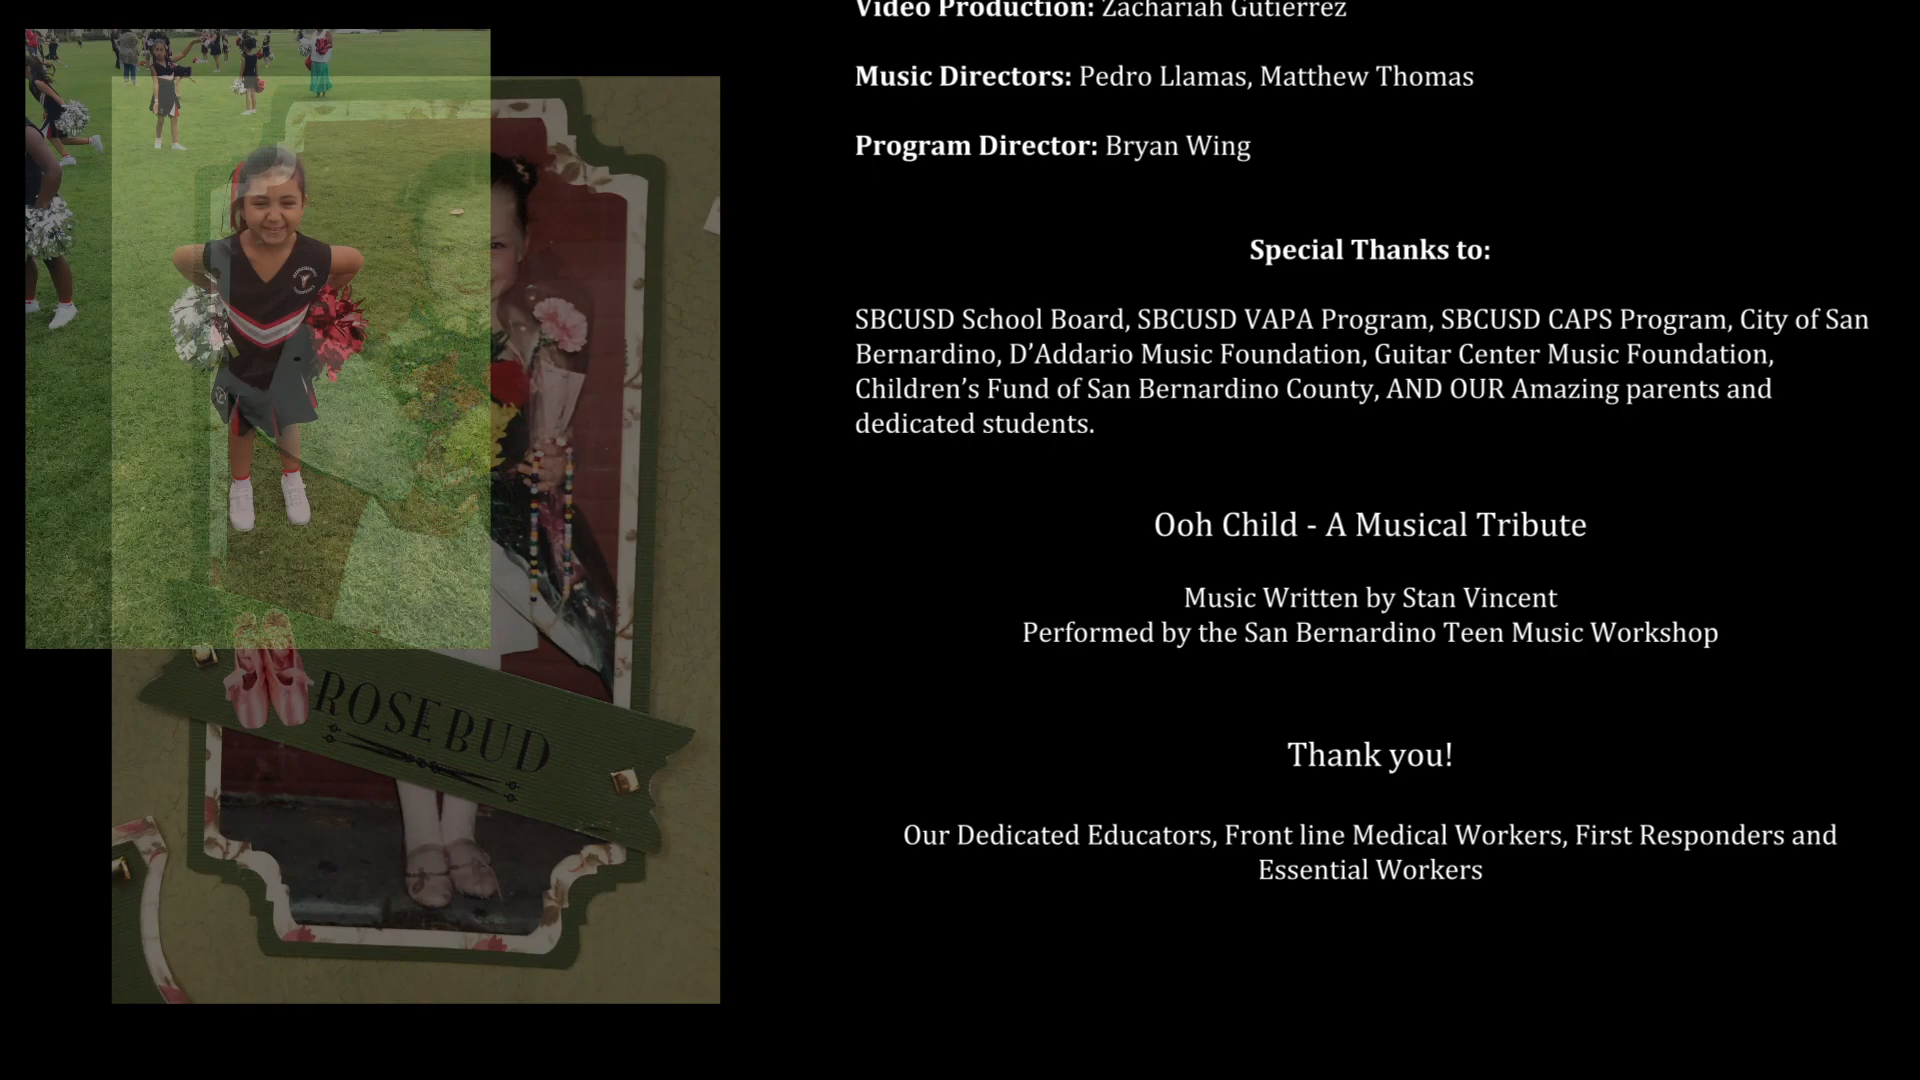 Video Production: Zachariah Gutierrez
Music Directors: Pedro Llamas, Matthew Thomas
Program Director: Bryan Wing
Special Thanks to:
SBCUSD School Board, SBCUSD VAPA Program, SBCUSD CAPS Program, City of San
Bernardino, D’Addario Music Foundation, Guitar Center Music Foundation,
Children’s Fund of San Bernardino County, AND OUR Amazing parents and
dedicated students.
Ooh Child - A Musical Tribute
Music Written by Stan Vincent
Performed by the San Bernardino Teen Music Workshop
Thank you!
Our Dedicated Educators, Front line Medical Workers, First Responders and
Essential Workers
ROSEBUD